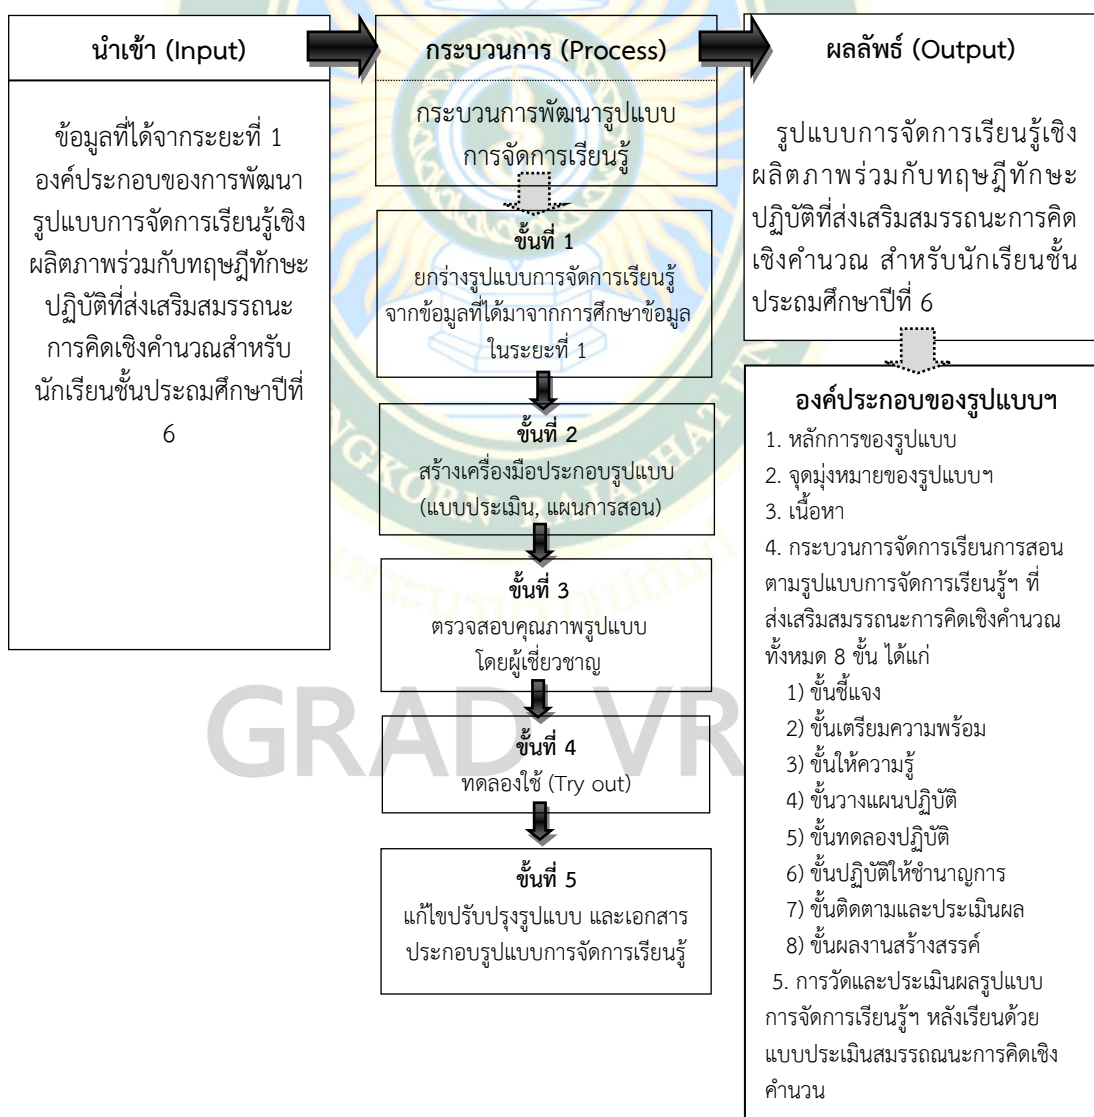 นำเข้า (Input)
ข้อมูลที่ได้จากระยะที่ 1
องค์ประกอบของการพัฒนา
รูปแบบการจัดการเรียนรู้เชิง
ผลิตภาพร่วมกับทฤษฎีทักษะ
ปฏิบัติที่ส่งเสริมสมรรถนะ
การคิดเชิงคำนวณสำหรับ
นักเรียนชั้นประถมศึกษาปีที่
6
กระบวนการ (Process)
กระบวนการพัฒนารูปแบบ
การจัดการเรียนรู้
ขั้นที่ 1
ยกร่างรูปแบบการจัดการเรียนรู้
จากข้อมูลที่ได้มาจากการศึกษาข้อมูล
ในระยะที่ 1
ขั้นที่ 2
สร้างเครื่องมือประกอบรูปแบบ
(แบบประเมิน, แผนการสอน)
ขั้นที่ 3
ตรวจสอบคุณภาพรูปแบบ
โดยผู้เชี่ยวชาญ
ขั้นที่ 4
ทดลองใช้ (Try out)
ขั้นที่ 5
แก้ไขปรับปรุงรูปแบบ และเอกสาร
ประกอบรูปแบบการจัดการเรียนรู้
ผลลัพธ์ (Output)
รูปแบบการจัดการเรียนรู้เชิง
ผลิตภาพร่วมกับทฤษฎีทักษะ
ปฏิบัติที่ส่งเสริมสมรรถนะการคิด
เชิงคำนวณ สำหรับนักเรียนชั้น
ประถมศึกษาปีที่ 6
องค์ประกอบของรูปแบบฯ
1. หลักการของรูปแบบ
2. จุดมุ่งหมายของรูปแบบฯ
3. เนื้อหา
4. กระบวนการจัดการเรียนการสอน
ตามรูปแบบการจัดการเรียนรู้ฯ ที่
ส่งเสริมสมรรถนะการคิดเชิงคำนวณ
ทั้งหมด 8 ขั้น ได้แก่
1) ขั้นชี้แจง
2) ขั้นเตรียมความพร้อม
3) ขั้นให้ความรู้
4) ขั้นวางแผนปฏิบัติ
5) ขั้นทดลองปฏิบัติ
6) ขั้นปฏิบัติให้ชำนาญการ
7) ขั้นติดตามและประเมินผล
8) ขั้นผลงานสร้างสรรค์
5. การวัดและประเมินผลรูปแบบ
การจัดการเรียนรู้ฯ หลังเรียนด้วย
แบบประเมินสมรรถณนะการคิดเชิง
คำนวน
NGKORN RAJABHAT UN
GRAD VR